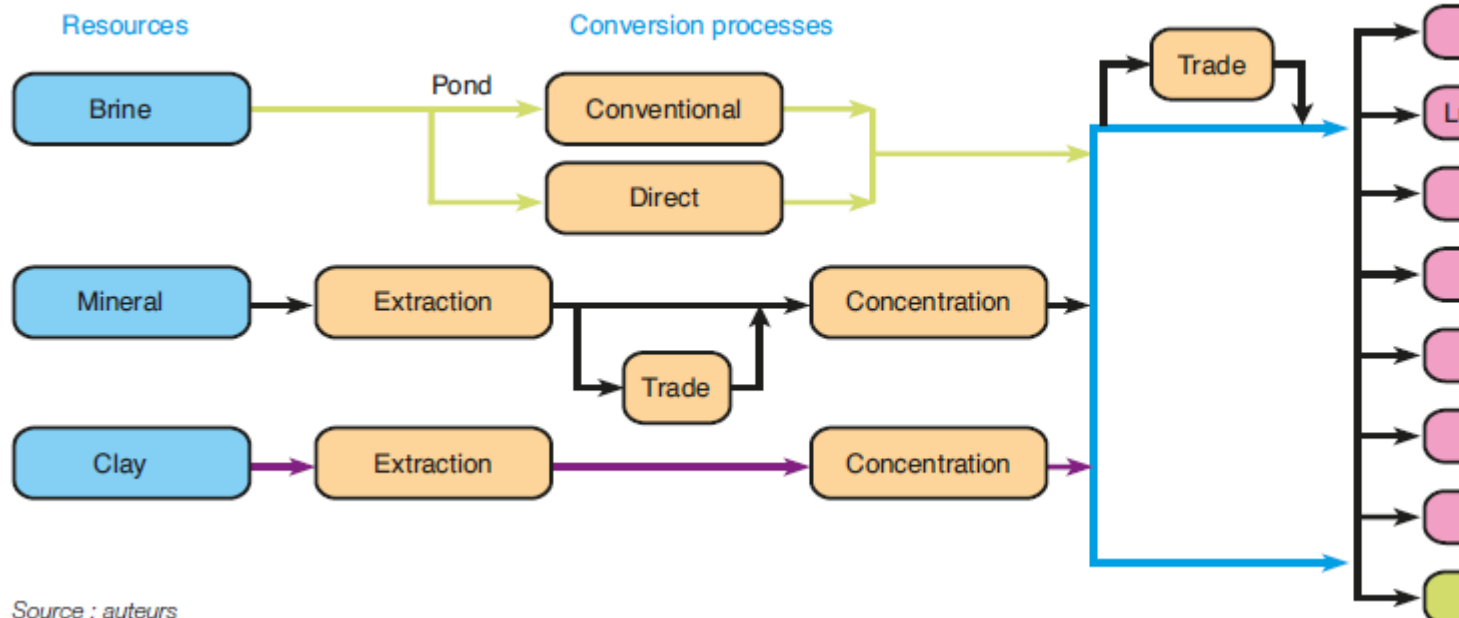 Resources
Conversion processes
Trade
Brine
Pond
Conventional
Direct
Mineral
Extraction
Concentration
Trade
Clay
Extraction
Concentration
Source : auteurs